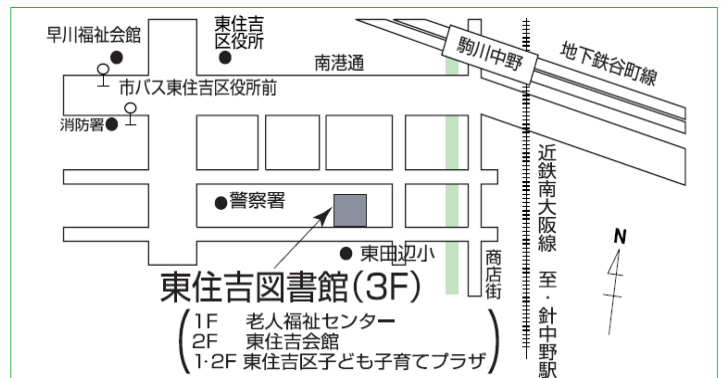 早川福祉会館
東住吉
区役所
南港通
駒川中野
地下鉄谷町線
市バス東住吉区役所前
消防署
警察署
近鉄南大阪線 至・針中野駅
N
東田辺小
商店街
東住吉図書館(3F)
1F 老人福祉センター
2F 東住吉会館
1・2F 東住吉区子ども子育てプラザ